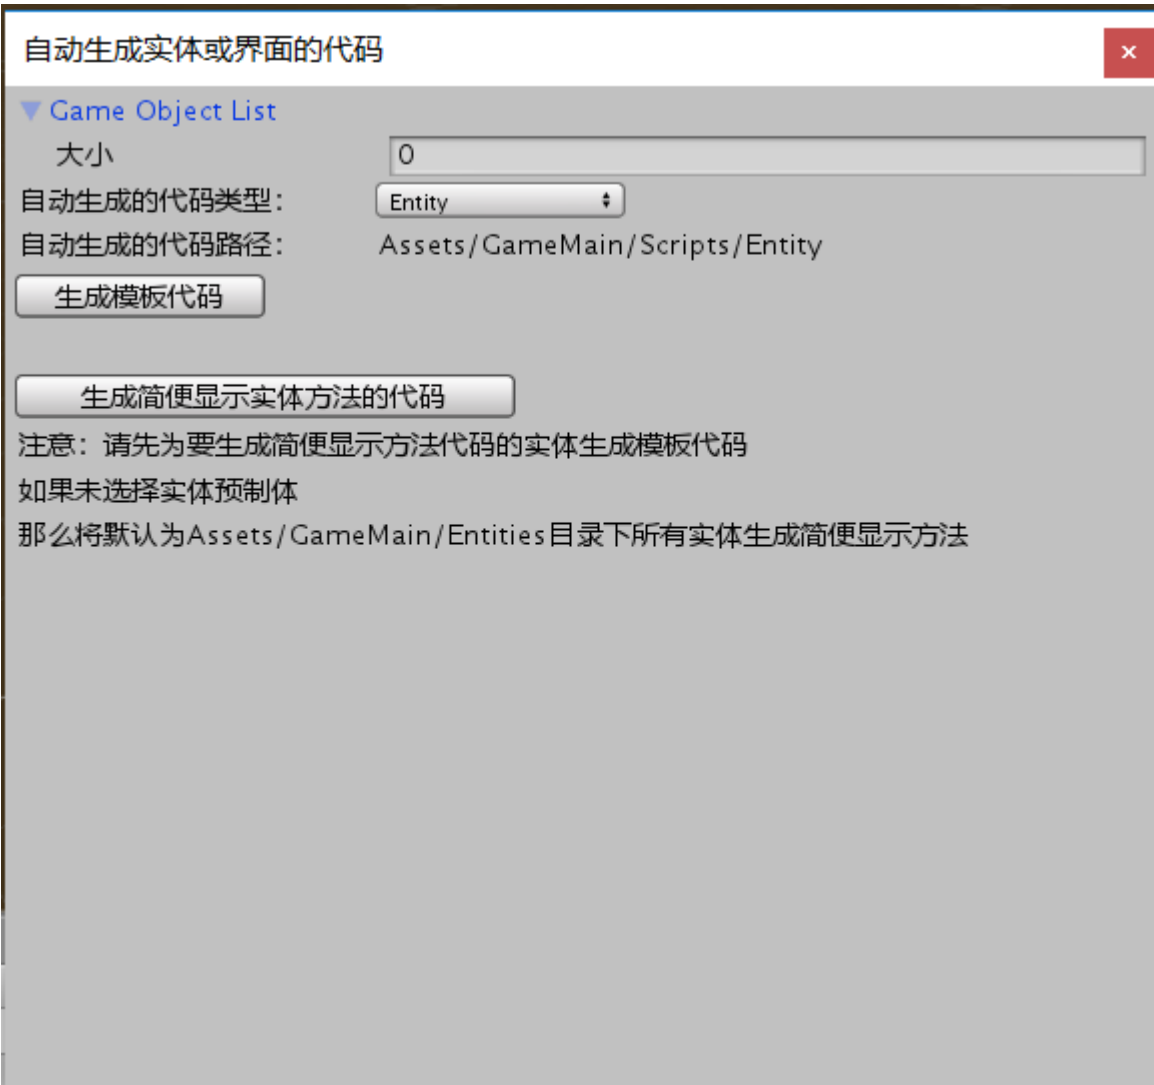 自动生成实体或界面的代码
Game Object List
大小 0
自动生成的代码类型: Entity
自动生成的代码路径: Assets/GameMain/Scripts/Entity
生成模板代码
生成简便显示实体方法的代码
注意：请先为要生成简便显示方法代码的实体生成模板代码
如果未选择实体预制体
那么将默认为Assets/GameMain/Entities目录下所有实体生成简便显示方法